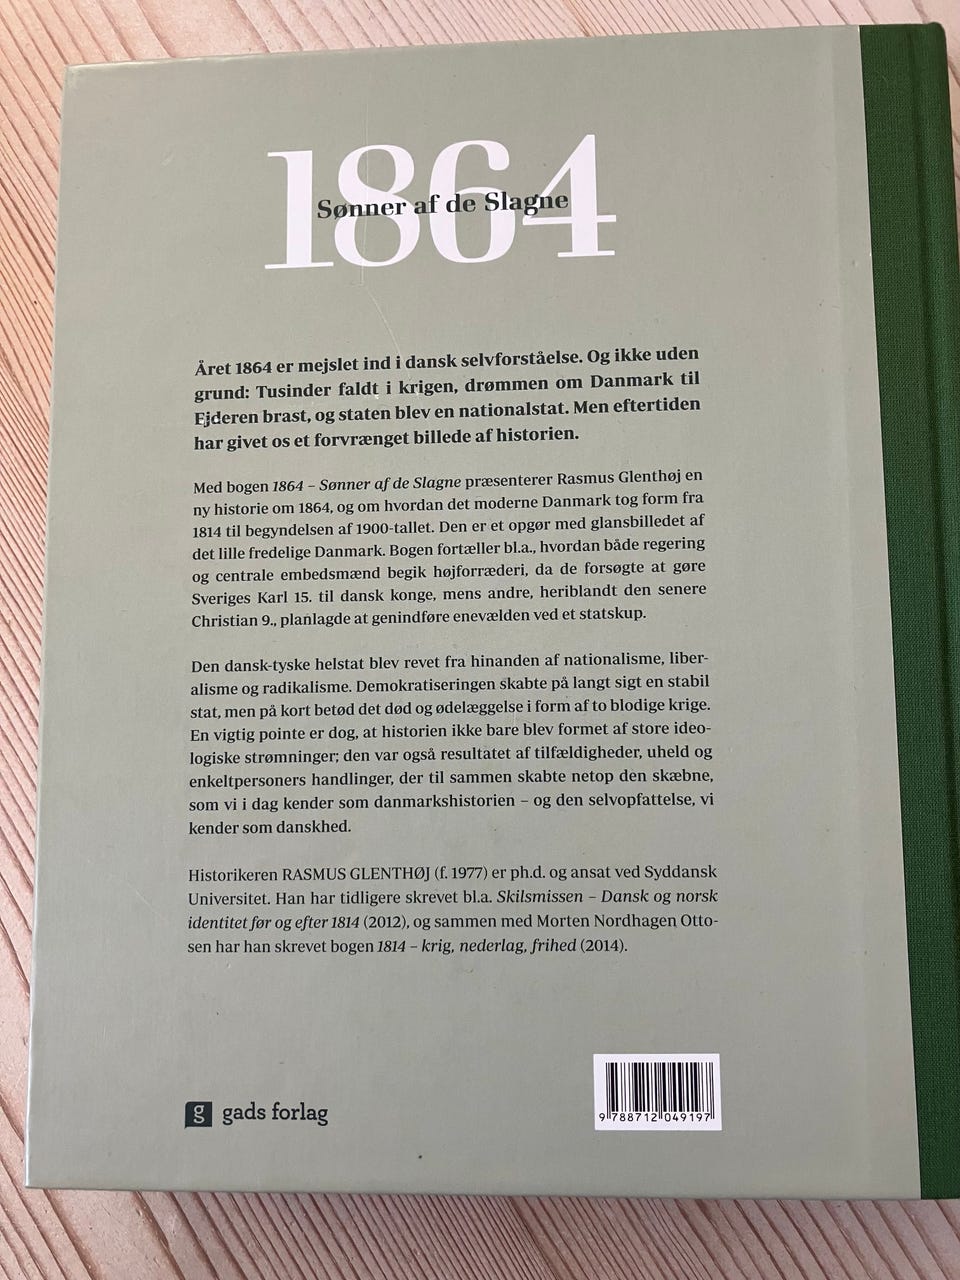 1864
Sønner af de Slagne
Året 1864 er mejslet ind i dansk selvforståelse. Og ikke uden
grund: Tusinder faldt i krigen, drømmen om Danmark til
Ejderen brast, og staten blev en nationalstat. Men eftertiden
har givet os et forvrænget billede af historien.
Med bogen 1864 – Sønner af de Slagne præsenterer Rasmus Glenthøj en
ny historie om 1864, og om hvordan det moderne Danmark tog form fra
1814 til begyndelsen af 1900-tallet. Den er et opgør med glansbilledet af
det lille fredelige Danmark. Bogen fortæller bl.a., hvordan både regering
og centrale embedsmænd begik højforræderi, da de forsøgte at gøre
Sveriges Karl 15. til dansk konge, mens andre, heriblandt den senere
Christian 9., planlagde at genindføre enevælden ved et statskup.
Den dansk-tyske helstat blev revet fra hinanden af nationalisme, liber-
alisme og radikalisme. Demokratiseringen skabte på langt sigt en stabil
stat, men på kort betød det død og ødelæggelse i form af to blodige krige.
En vigtig pointe er dog, at historien ikke bare blev formet af store ideo-
logiske strømninger; den var også resultatet af tilfældigheder, uheld og
enkeltpersoners handlinger, der til sammen skabte netop den skæbne,
som vi i dag kender som danmarkshistorien – og den selvopfattelse, vi
kender som danskhed.
Historikeren RASMUS GLENTHØJ (f. 1977) er ph.d. og ansat ved Syddansk
Universitet. Han har tidligere skrevet bl.a. Skilsmissen – Dansk og norsk
identitet før og efter 1814 (2012), og sammen med Morten Nordhagen Otto-
sen har han skrevet bogen 1814 – krig, nederlag, frihed (2014).
g gads forlag
9 788712 049197